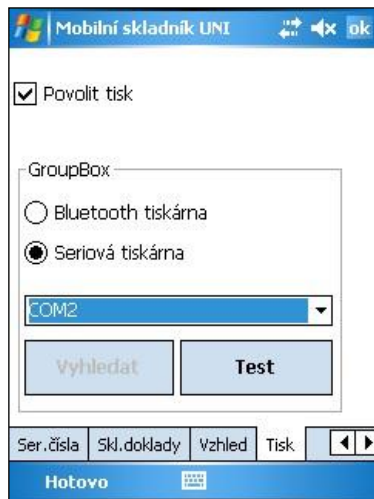 Mobilní skladník UNI ok
Povolit tisk
GroupBox
Bluetooth tiskárna
Seriová tiskárna
COM2
Vyhledat Test
Ser.čísla Skl.doklady Vzhled Tisk
Hotovo